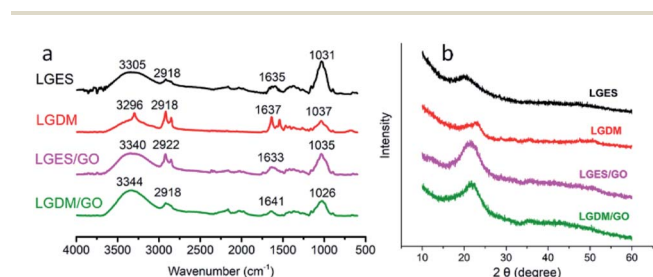 a
3305
2918
1635
1031
LGES
3296
2918
1637
1037
LGDM
3340
2922
1633
1035
LGES/GO
3344
2918
1641
1026
LGDM/GO
4000 3500 3000 2500 2000 1500 1000 500
Wavenumber (cm⁻¹)
b
Intensity
LGES
LGDM
LGES/GO
LGDM/GO
10 20 30 40 50 60
2 θ (degree)